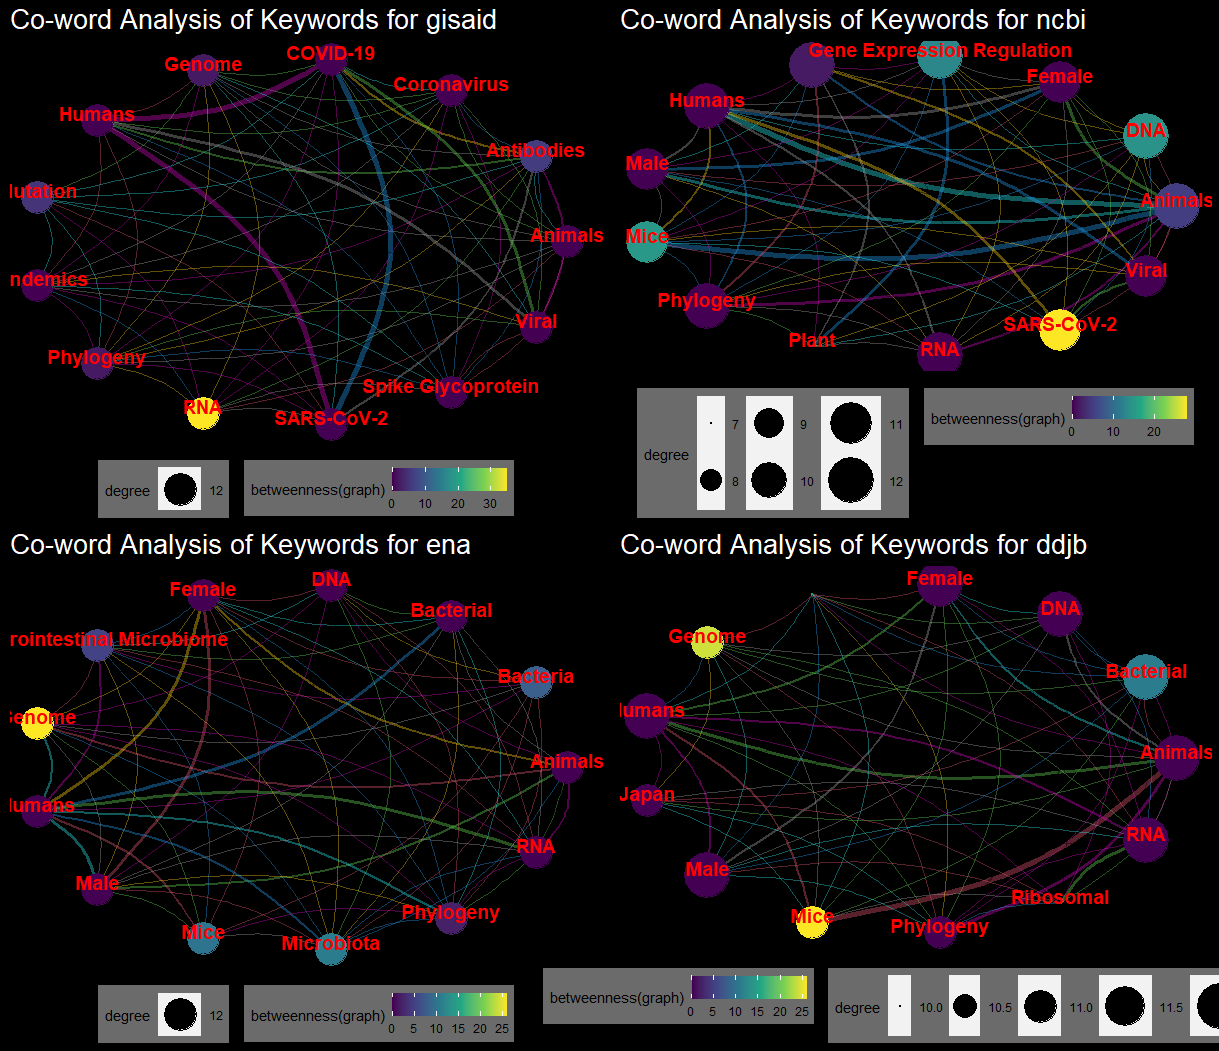 Co-word Analysis of Keywords for gisaid
COVID-19
Genome
Coronavirus
Humans
Antibodies
lutation
Animals
ndemics
Viral
Phylogeny
Spike Glycoprotein
RNA
SARS-CoV-2
degree
12
betweenness(graph)
0 10 20 30
Co-word Analysis of Keywords for ncbi
Gene Expression Regulation
Female
Humans
DNA
Male
Animals
Mice
Viral
Phylogeny
SARS-CoV-2
Plant
RNA
degree
7 9 11
8 10 12
betweenness(graph)
0 10 20
Co-word Analysis of Keywords for ena
DNA
Female
Bacterial
rointestinal Microbiome
Bacteria
Genome
Animals
Humans
RNA
Male
Phylogeny
Mice
Microbiota
degree
12
betweenness(graph)
0 5 10 15 20 25
Co-word Analysis of Keywords for ddjb
Female
DNA
Genome
Bacterial
Humans
Animals
Japan
RNA
Male
Ribosomal
Mice
Phylogeny
betweenness(graph)
0 5 10 15 20 25
degree
10.0 10.5 11.0 11.5